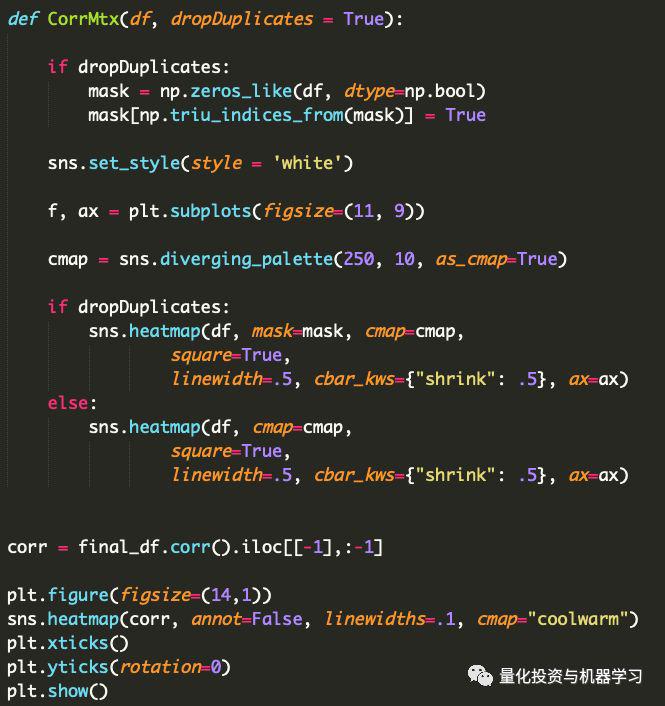 def CorrMtx(df, dropDuplicates = True):
if dropDuplicates:
mask = np.zeros_like(df, dtype=np.bool)
mask[np.triu_indices_from(mask)] = True
sns.set_style(style = 'white')
f, ax = plt.subplots(figsize=(11, 9))
cmap = sns.diverging_palette(250, 10, as_cmap=True)
if dropDuplicates:
sns.heatmap(df, mask=mask, cmap=cmap,
square=True,
linewidth=.5, cbar_kws={"shrink": .5}, ax=ax)
else:
sns.heatmap(df, cmap=cmap,
square=True,
linewidth=.5, cbar_kws={"shrink": .5}, ax=ax)
corr = final_df.corr().iloc[[-1],:-1]
plt.figure(figsize=(14,1))
sns.heatmap(corr, annot=False, linewidths=.1, cmap="coolwarm")
plt.xticks()
plt.yticks(rotation=0)
plt.show()
量化投资与机器学习